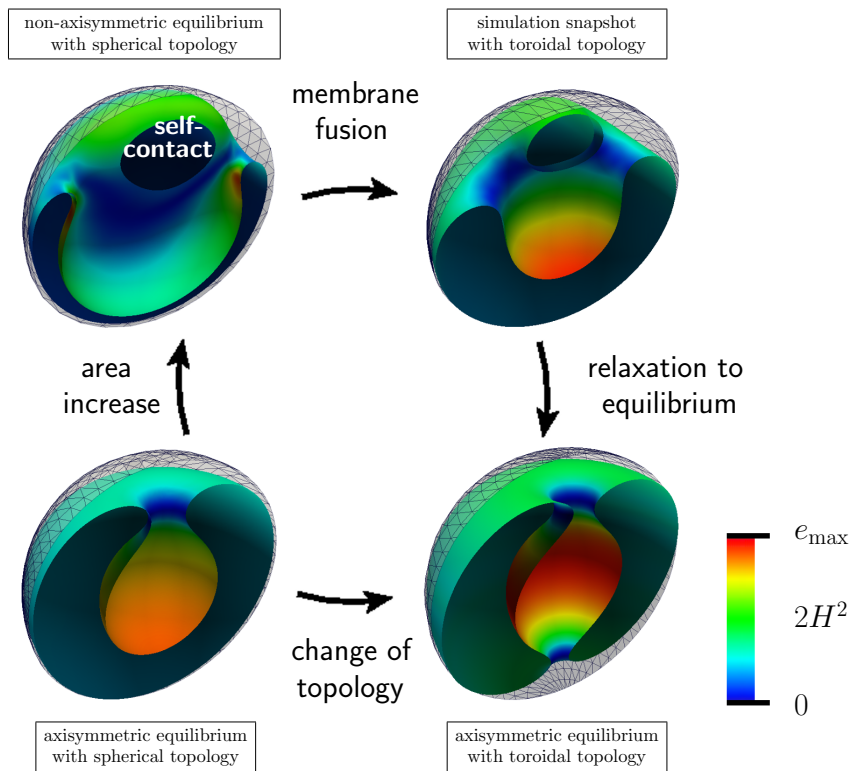 non-axisymmetric equilibrium
with spherical topology
simulation snapshot
with toroidal topology
self-
contact
membrane
fusion
area
increase
relaxation to
equilibrium
change of
topology
e_max
2H^2
0
axisymmetric equilibrium
with spherical topology
axisymmetric equilibrium
with toroidal topology